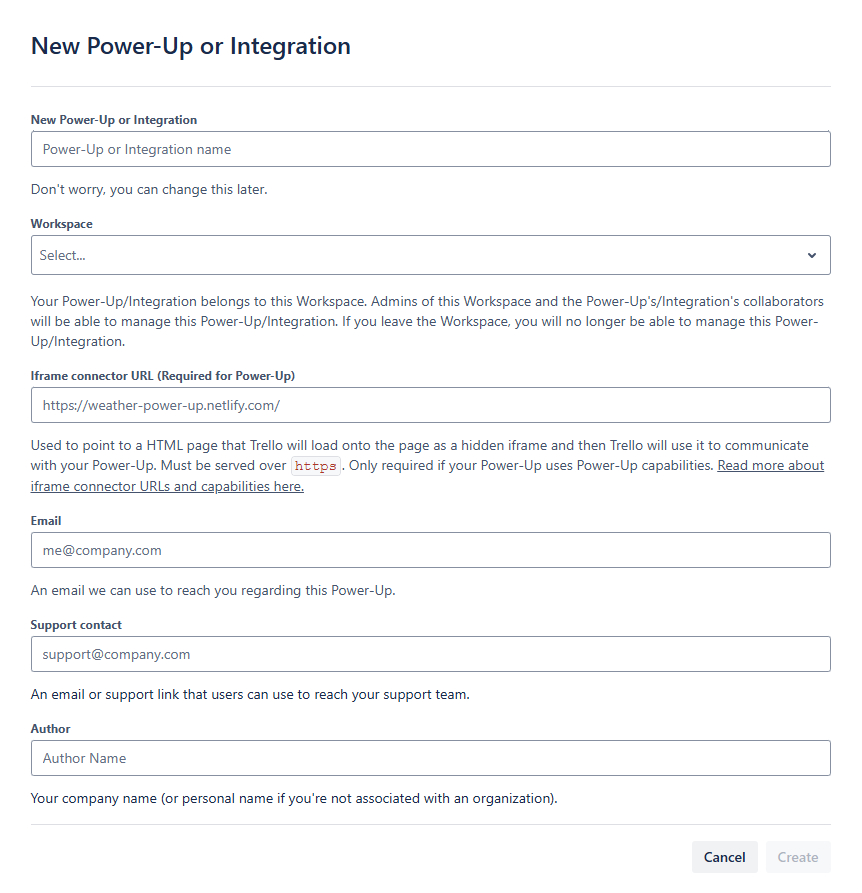 New Power-Up or Integration
New Power-Up or Integration
Power-Up or Integration name
Don't worry, you can change this later.
Workspace
Select...
Your Power-Up/Integration belongs to this Workspace. Admins of this Workspace and the Power-Up's/Integration's collaborators
will be able to manage this Power-Up/Integration. If you leave the Workspace, you will no longer be able to manage this Power-
Up/Integration.
Iframe connector URL (Required for Power-Up)
https://weather-power-up.netlify.com/
Used to point to a HTML page that Trello will load onto the page as a hidden iframe and then Trello will use it to communicate
with your Power-Up. Must be served over https. Only required if your Power-Up uses Power-Up capabilities. Read more about
iframe connector URLs and capabilities here.
Email
me@company.com
An email we can use to reach you regarding this Power-Up.
Support contact
support@company.com
An email or support link that users can use to reach your support team.
Author
Author Name
Your company name (or personal name if you're not associated with an organization).
Cancel Create